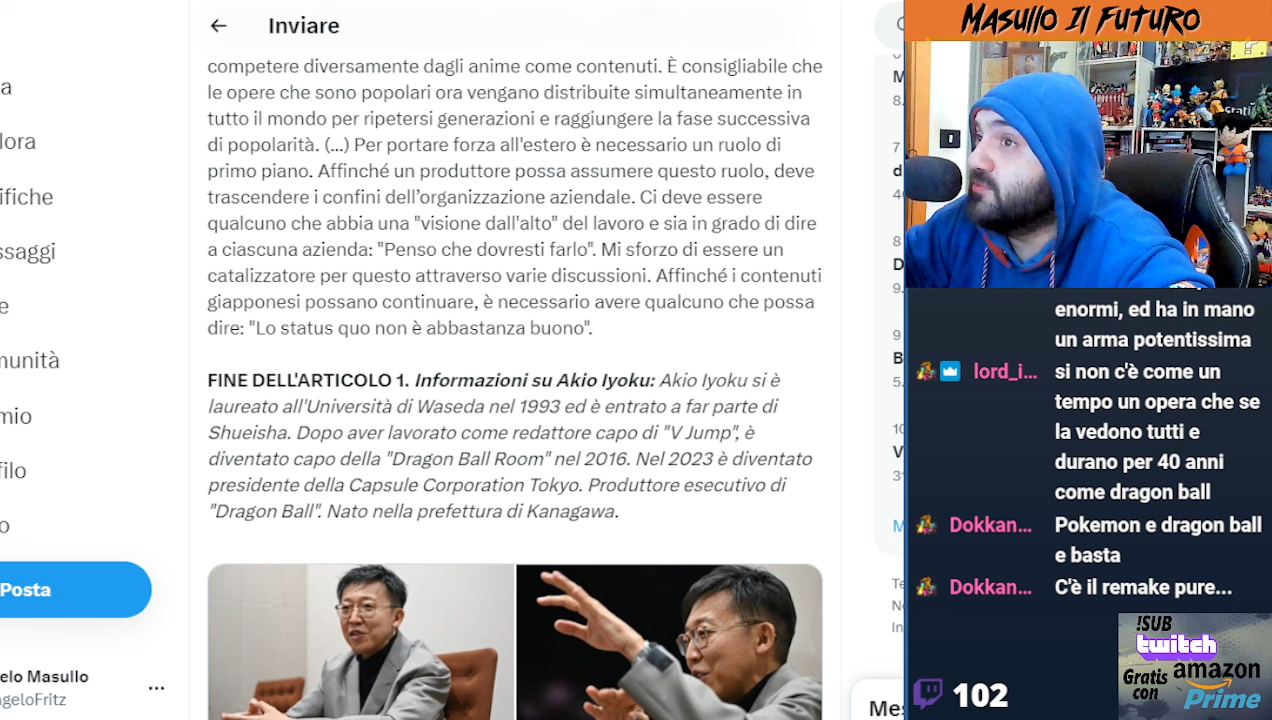 Inviare
competere diversamente dagli anime come contenuti. È consigliabile che
le opere che sono popolari ora vengano distribuite simultaneamente in
tutto il mondo per ripetersi generazioni e raggiungere la fase successiva
di popolarità. (...) Per portare forza all'estero è necessario un ruolo di
primo piano. Affinché un produttore possa assumere questo ruolo, deve
trascendere i confini dell’organizzazione aziendale. Ci deve essere
qualcuno che abbia una "visione dall'alto" del lavoro e sia in grado di dire
a ciascuna azienda: "Penso che dovresti farlo". Mi sforzo di essere un
catalizzatore per questo attraverso varie discussioni. Affinché i contenuti
giapponesi possano continuare, è necessario avere qualcuno che possa
dire: "Lo status quo non è abbastanza buono".
FINE DELL'ARTICOLO 1. Informazioni su Akio Iyoku: Akio Iyoku si è
laureato all'Università di Waseda nel 1993 ed è entrato a far parte di
Shueisha. Dopo aver lavorato come redattore capo di "V Jump", è
diventato capo della "Dragon Ball Room" nel 2016. Nel 2023 è diventato
presidente della Capsule Corporation Tokyo. Produttore esecutivo di
"Dragon Ball". Nato nella prefettura di Kanagawa.
a
lora
ifiche
ssaggi
e
munità
mio
filo
o
Posta
elo Masullo
geloFritz
...
Mes
MASULLO IL FUTURO
enormi, ed ha in mano
un arma potentissima
lord_i... si non c'è come un
tempo un opera che se
la vedono tutti e
durano per 40 anni
come dragon ball
Dokkan... Pokemon e dragon ball
e basta
Dokkan... C'è il remake pure...
!SUB
twitch
Gratis con
amazon
Prime
102